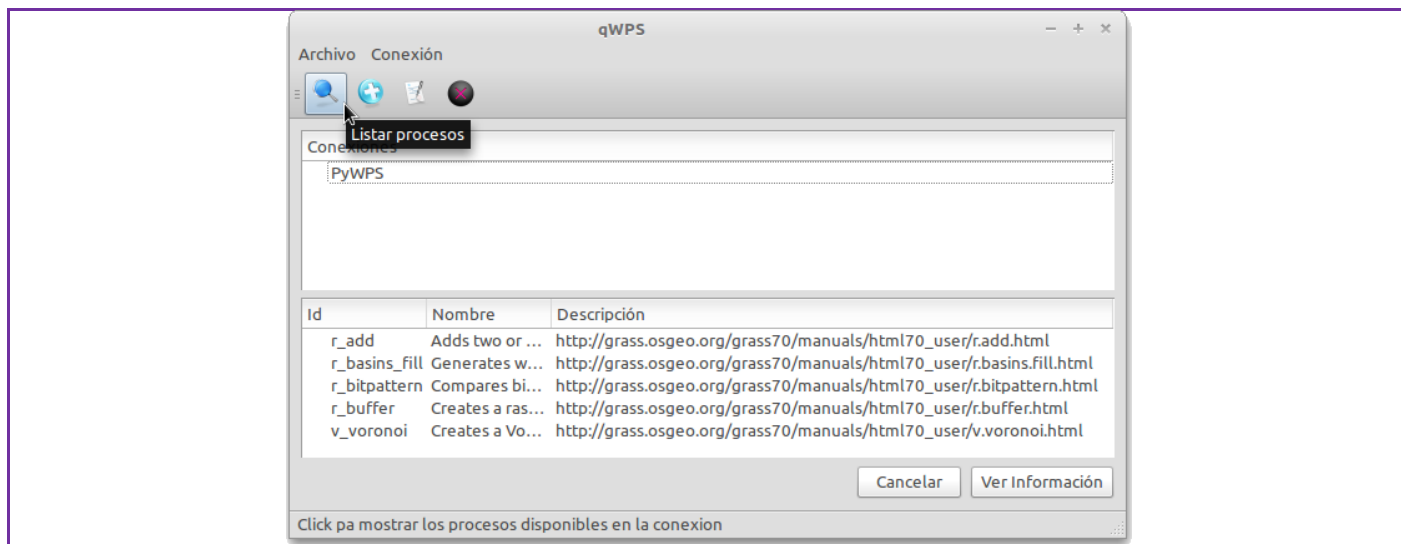 qWPS
Archivo Conexión
Listar procesos
Conexiones
PyWPS
Id Nombre Descripción
r_add Adds two or ... http://grass.osgeo.org/grass70/manuals/html70_user/r.add.html
r_basins_fill Generates w... http://grass.osgeo.org/grass70/manuals/html70_user/r.basins.fill.html
r_bitpattern Compares bi... http://grass.osgeo.org/grass70/manuals/html70_user/r.bitpattern.html
r_buffer Creates a ras... http://grass.osgeo.org/grass70/manuals/html70_user/r.buffer.html
v_voronoi Creates a Vo... http://grass.osgeo.org/grass70/manuals/html70_user/v.voronoi.html
Cancelar Ver Información
Click pa mostrar los procesos disponibles en la conexion